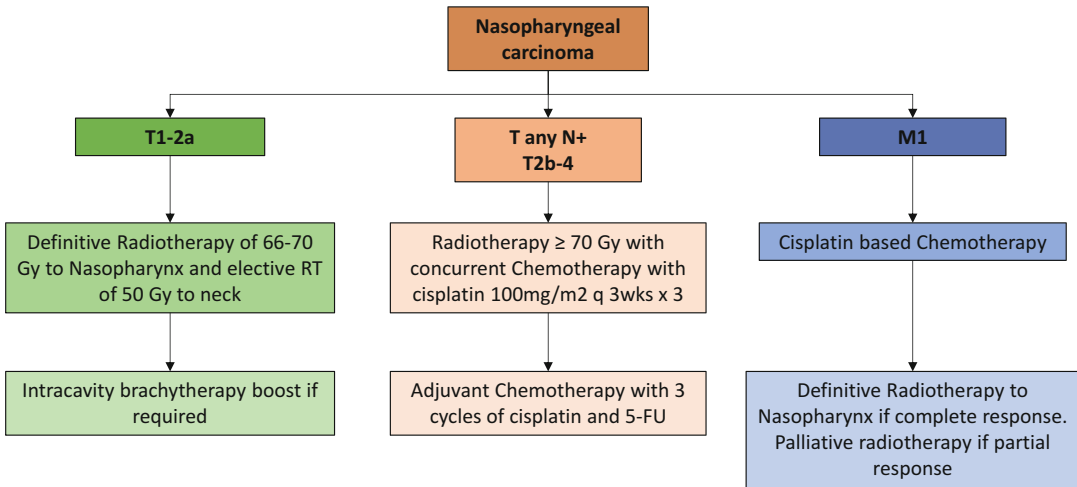 Nasopharyngeal
carcinoma
T1-2a
T any N+
T2b-4
M1
Definitive Radiotherapy of 66-70
Gy to Nasopharynx and elective RT
of 50 Gy to neck
Radiotherapy ≥ 70 Gy with
concurrent Chemotherapy with
cisplatin 100mg/m2 q 3wks x 3
Cisplatin based Chemotherapy
Intracavity brachytherapy boost if
required
Adjuvant Chemotherapy with 3
cycles of cisplatin and 5-FU
Definitive Radiotherapy to
Nasopharynx if complete response.
Palliative radiotherapy if partial
response